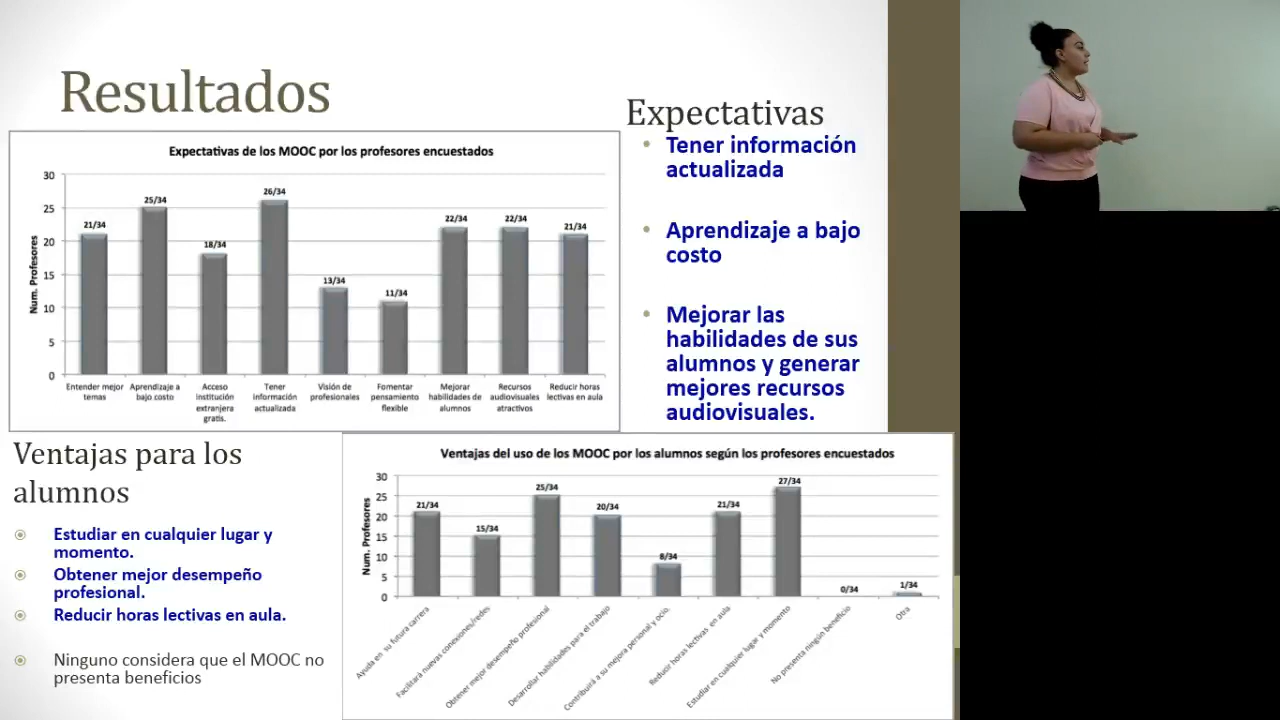 Resultados
Expectativas de los MOOC por los profesores encuestados
Num. Profesores
30
25
20
15
10
5
0
21/34
25/34
18/34
26/34
13/34
11/34
22/34
22/34
21/34
Entender mejor
temas
Aprendizaje a
bajo costo
Acceso
institución
extranjera
gratis.
Tener
información
actualizada
Visión de
profesionales
Fomentar
pensamiento
flexible
Mejorar
habilidades de
alumnos
Recursos
audiovisuales
atractivos
Reducir horas
lectivas en aula
Expectativas
• Tener información
actualizada
• Aprendizaje a bajo
costo
• Mejorar las
habilidades de sus
alumnos y generar
mejores recursos
audiovisuales.
Ventajas para los
alumnos
Estudiar en cualquier lugar y
momento.
Obtener mejor desempeño
profesional.
Reducir horas lectivas en aula.
Ninguno considera que el MOOC no
presenta beneficios
Ventajas del uso de los MOOC por los alumnos según los profesores encuestados
Num. Profesores
30
25
20
15
10
5
0
21/34
15/34
25/34
20/34
8/34
21/34
27/34
0/34
1/34
Ayuda en su futura carrera
Facilitará nuevas conexiones/redes
Obtener mejor desempeño profesional
Desarrollar habilidades para el trabajo
Contribuirá a su mejora personal y ocio.
Reducir horas lectivas en aula
Estudiar en cualquier lugar y momento
No presenta ningún beneficio
Otra